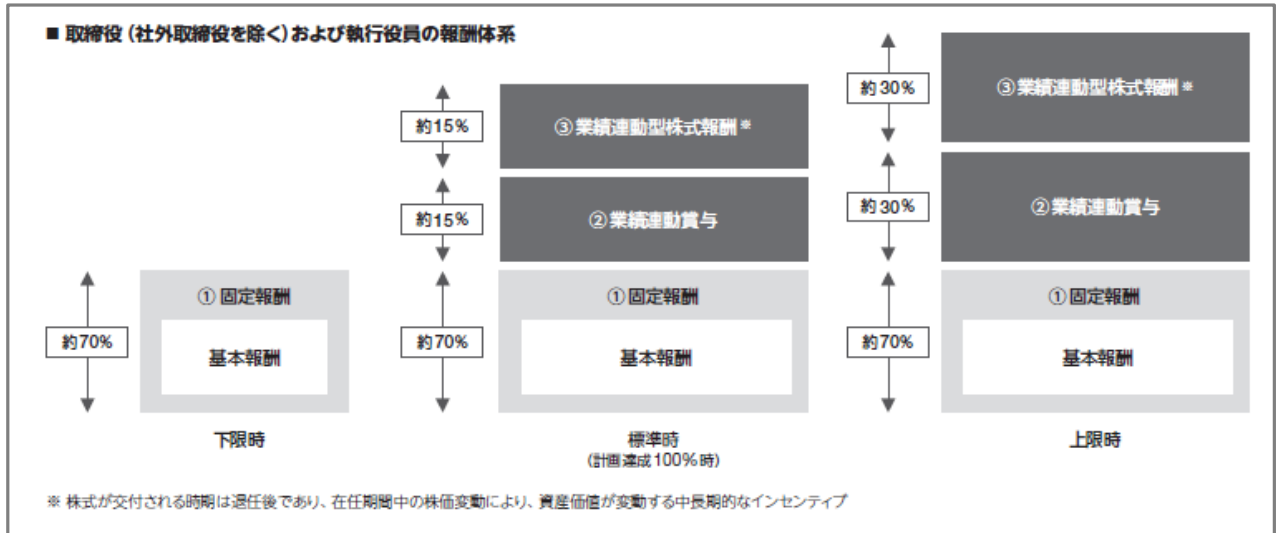 ■ 取締役（社外取締役を除く）および執行役員の報酬体系
約70%
① 固定報酬
基本報酬
下限時
約15%
③業績連動型株式報酬※
約15%
②業績連動賞与
約70%
① 固定報酬
基本報酬
標準時
（計画達成100%時）
約30%
③業績連動型株式報酬※
約30%
②業績連動賞与
約70%
① 固定報酬
基本報酬
上限時
※ 株式が交付される時期は退任後であり、在任期間中の株価変動により、資産価値が変動する中長期的なインセンティブ